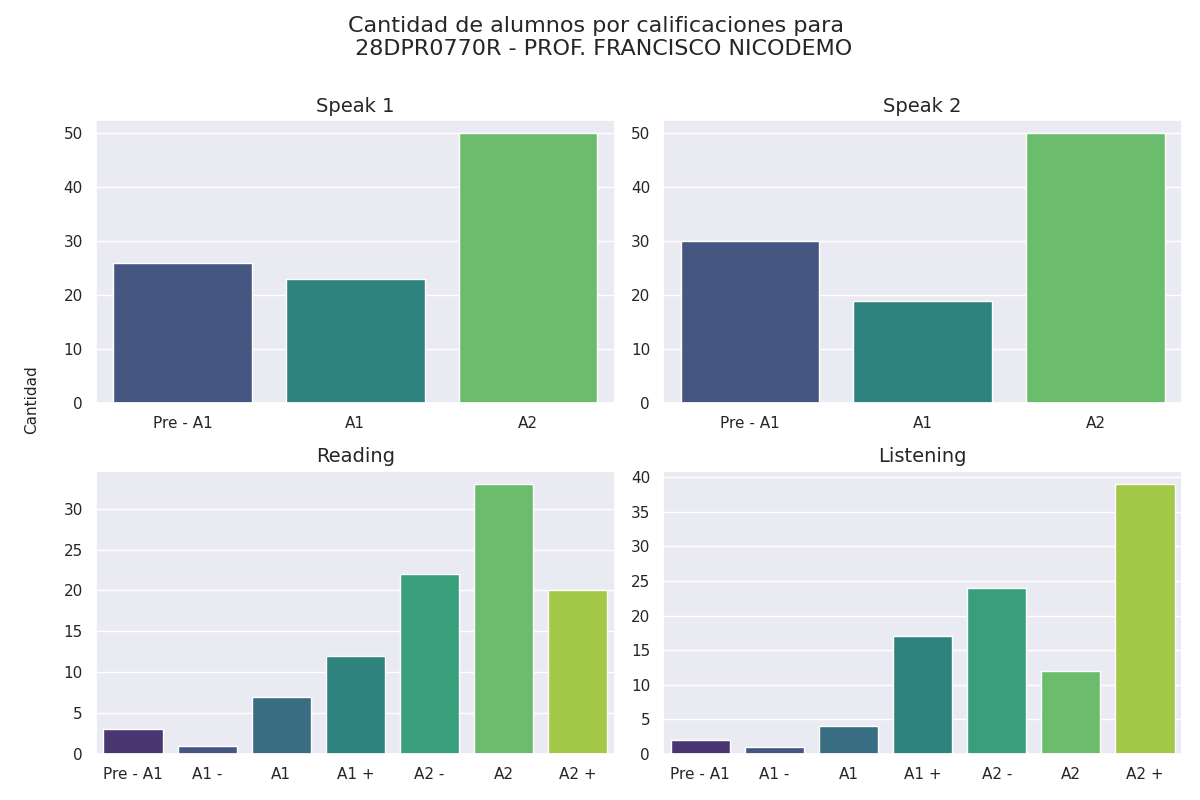 Cantidad de alumnos por calificaciones para
28DPR0770R - PROF. FRANCISCO NICODEMO
Cantidad
Speak 1
50
40
30
20
10
0
Pre - A1 A1 A2
Speak 2
50
40
30
20
10
0
Pre - A1 A1 A2
Reading
30
25
20
15
10
5
0
Pre - A1 A1 - A1 A1 + A2 - A2 A2 +
Listening
40
35
30
25
20
15
10
5
0
Pre - A1 A1 - A1 A1 + A2 - A2 A2 +